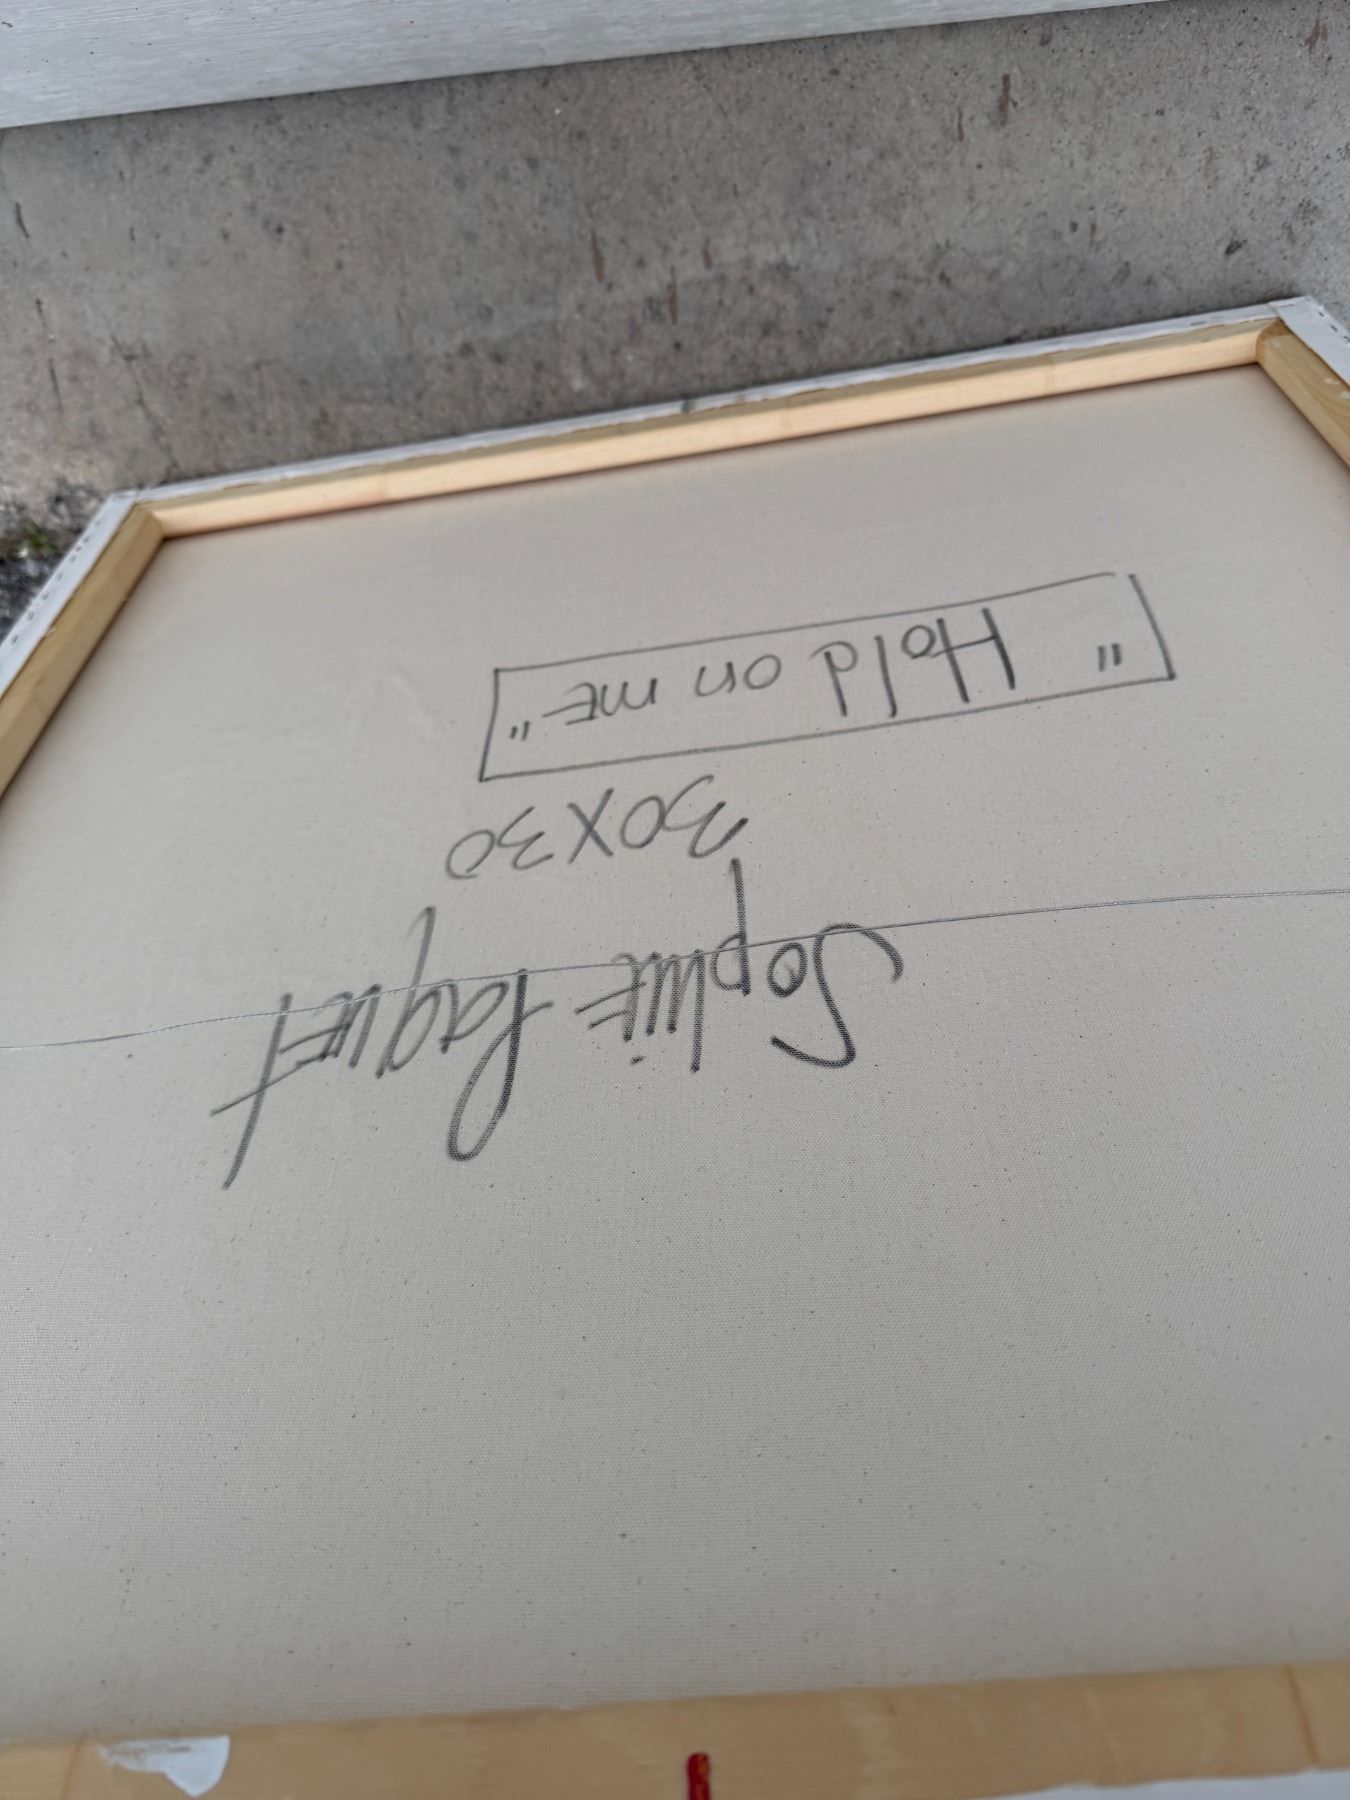 Sophie Paquet
30X30
"Hold on me"